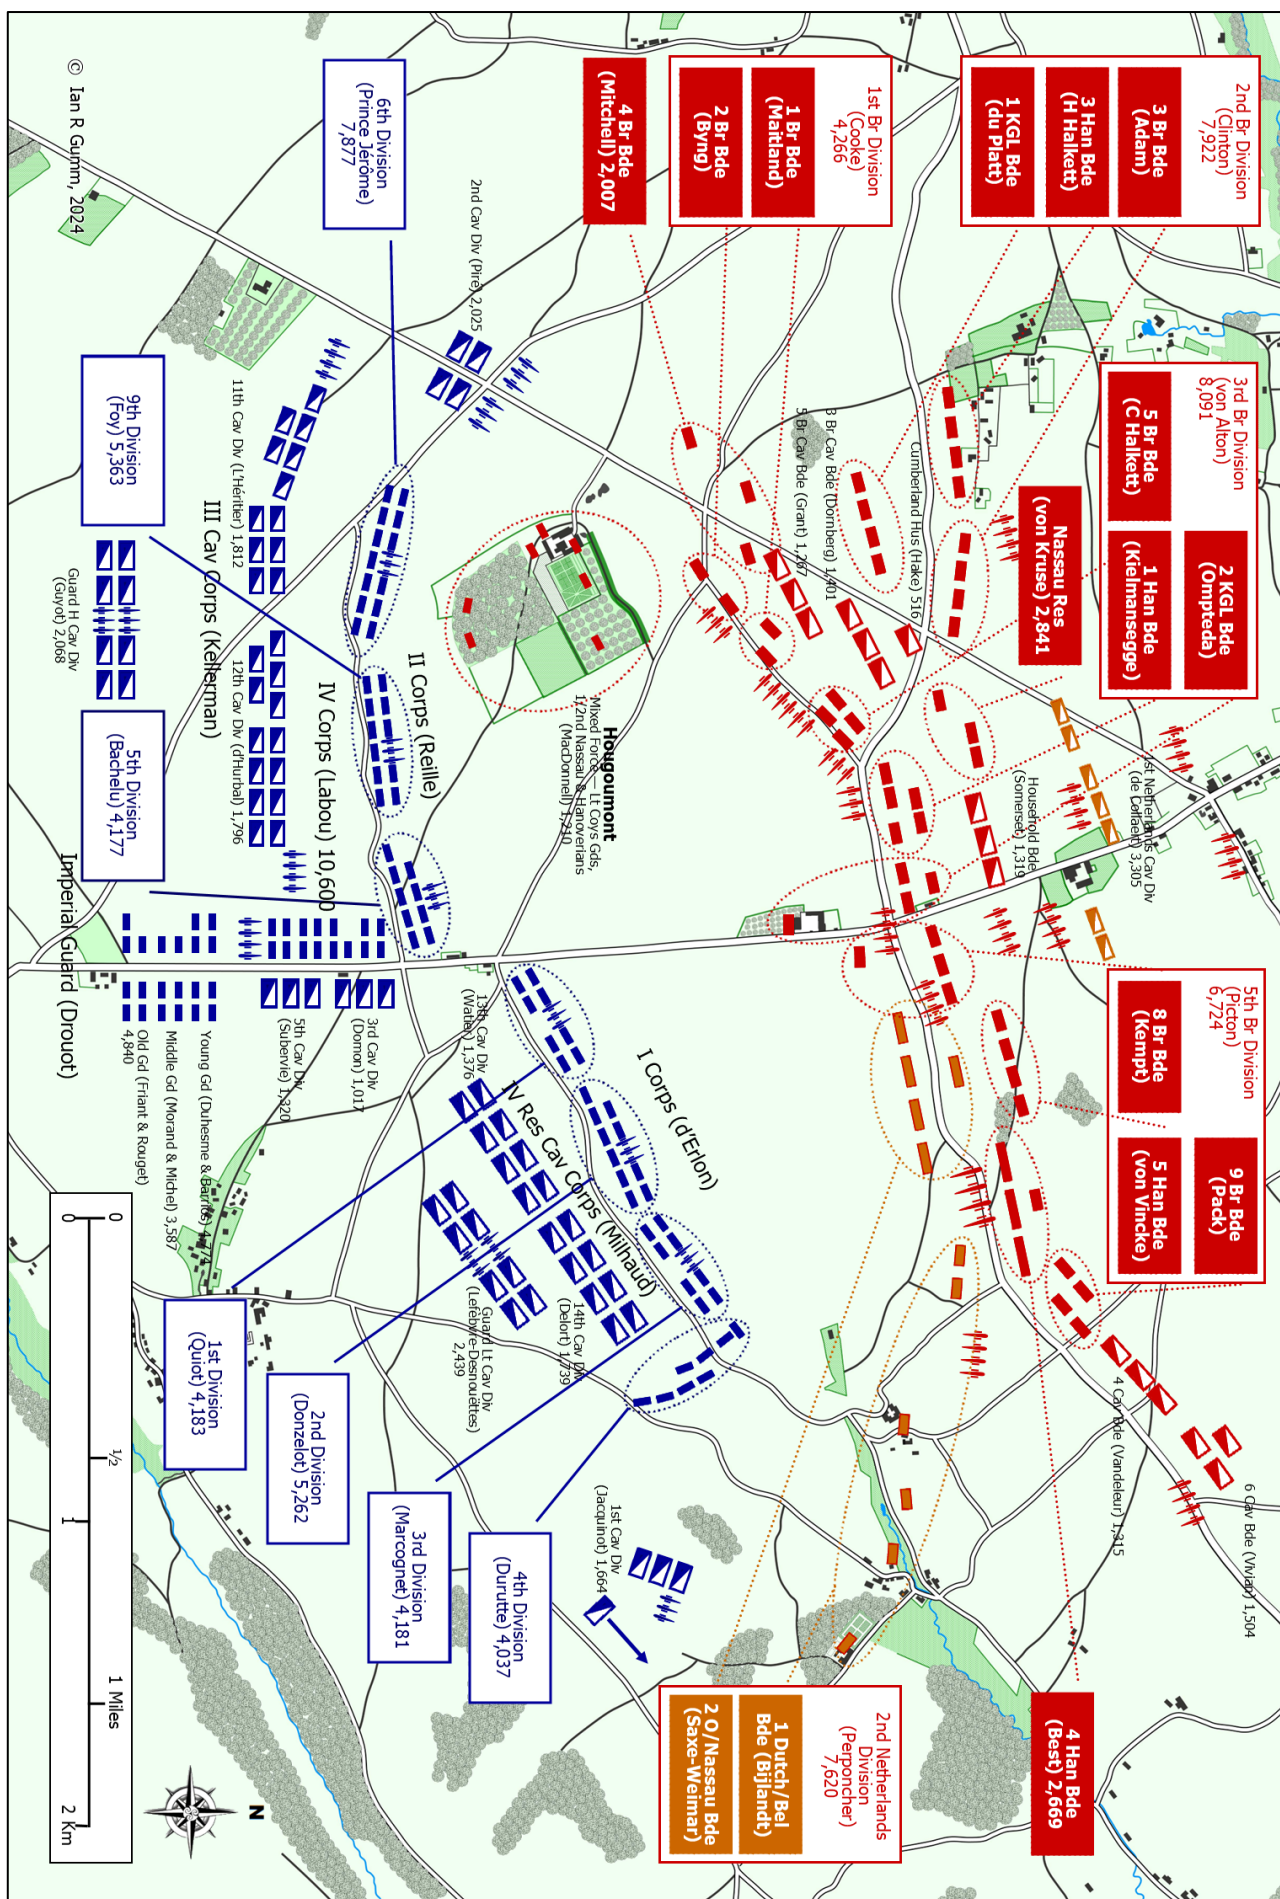 2nd Br Division
(Clinton)
7,922
3 Br Bde
(Adam)
3 Han Bde
(H Halkett)
1 KGL Bde
(du Platt)
1st Br Division
(Cooke)
4,266
1 Br Bde
(Maitland)
2 Br Bde
(Byng)
4 Br Bde
(Mitchell) 2,007
6th Division
(Prince Jérôme)
7,877
© Ian R Gumm, 2024
3rd Br Division
(von Alton)
8,091
5 Br Bde
(C Halkett)
2 KGL Bde
(Ompteda)
1 Han Bde
(Kielmansegge)
Nassau Res
(von Kruse) 2,841
Cumberland Hus (Hake) 516
3 Br Cav Bde (Dornberg) 1,401
5 Br Cav Bde (Grant) 1,267
2nd Cav Div (Piré) 2,025
11th Cav Div (L'Héritier) 1,812
III Cav Corps (Kellerman)
12th Cav Div (d'Hurbal) 1,796
9th Division
(Foy) 5,363
Guard H Cav Div
(Guyot) 2,068
5th Division
(Bachelu) 4,177
II Corps (Reille)
IV Corps (Labou) 10,600
Hougoumont
Mixed Force – Lt Coys Gds,
1/2nd Nassau & Hanoverians
(MacDonnell) 1,210
Household Bde
(Somerset) 1,319
1st Netherlands Cav Div
(de Collaert) 3,305
Imperial Guard (Drouot)
5th Br Division
(Picton)
6,724
8 Br Bde
(Kempt)
9 Br Bde
(Pack)
5 Han Bde
(von Vincke)
I Corps (d'Erlon)
13th Cav Div
(Watier) 1,376
IV Res Cav Corps (Milhaud)
14th Cav Div
(Delort) 1,739
3rd Cav Div
(Domon) 1,017
5th Cav Div
(Subervie) 1,320
Young Gd (Duhesme & Barrios) 4,774
Middle Gd (Morand & Michel) 3,587
Old Gd (Friant & Rouget)
4,840
Guard Lt Cav Div
(Lefebvre-Desnouëttes)
2,499
4 Cav Bde (Vandeleur) 1,315
6 Cav Bde (Vivian) 1,504
1st Division
(Quiot) 4,183
2nd Division
(Donzelot) 5,262
3rd Division
(Marcognet) 4,181
4th Division
(Durutte) 4,037
1st Cav Div
(Jacquinot) 1,664
2nd Netherlands
Division
(Perponcher)
7,620
1 Dutch/Bel
Bde (Bijlandt)
2 O/Nassau Bde
(Saxe-Weimar)
4 Han Bde
(Best) 2,669
0 ½ 1 Miles
0 1 2 Km
N